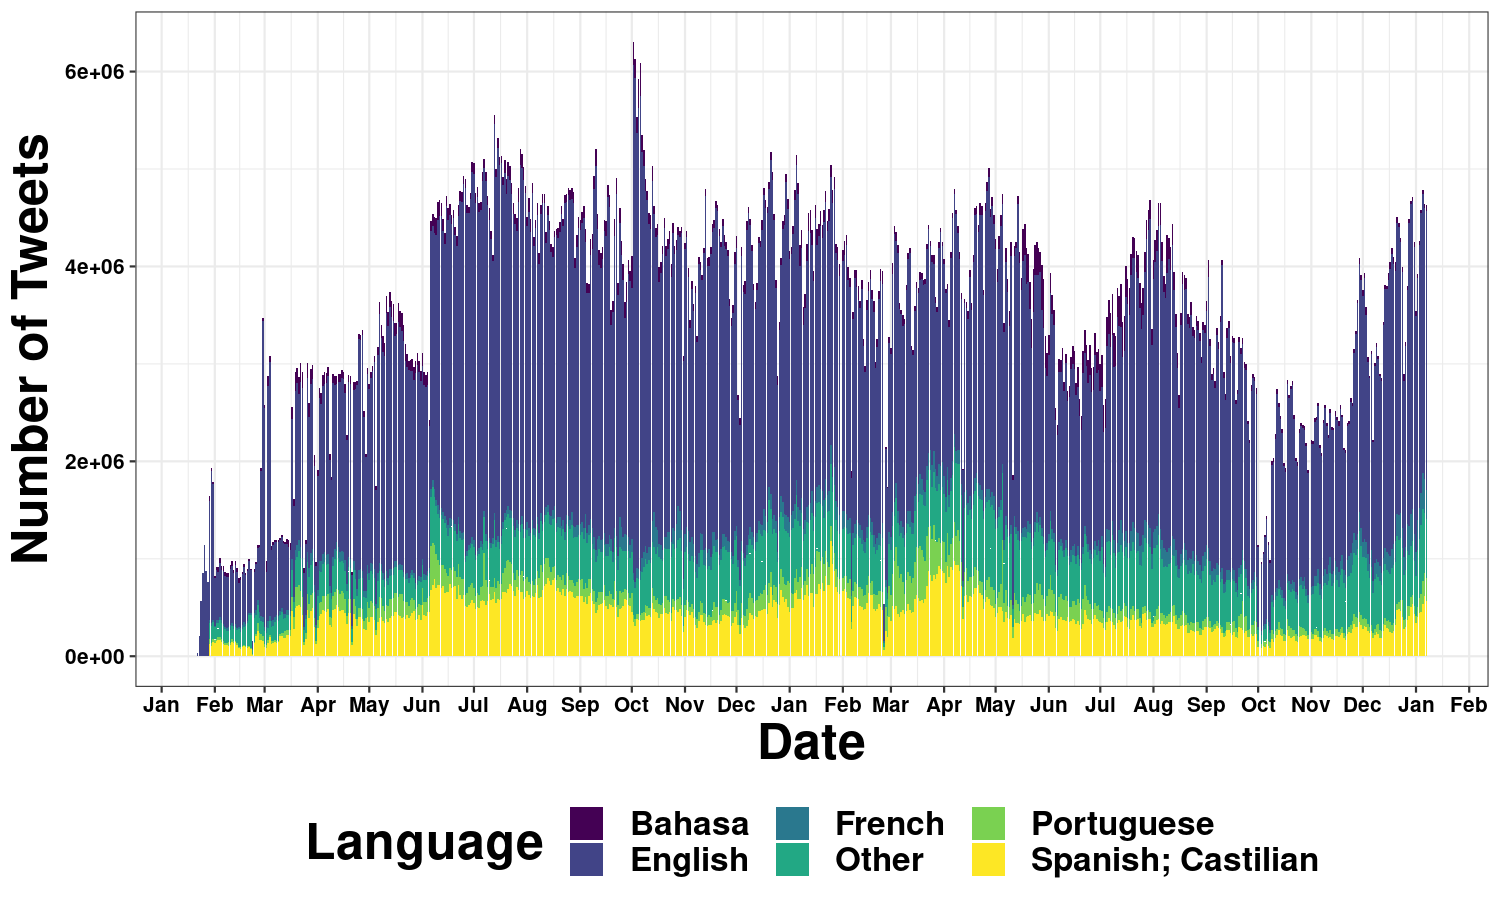 Number of Tweets
6e+06
4e+06
2e+06
0e+00
Jan Feb Mar Apr May Jun Jul Aug Sep Oct Nov Dec Jan Feb Mar Apr May Jun Jul Aug Sep Oct Nov Dec Jan Feb
Date
Language
Bahasa French Portuguese
English Other Spanish; Castilian